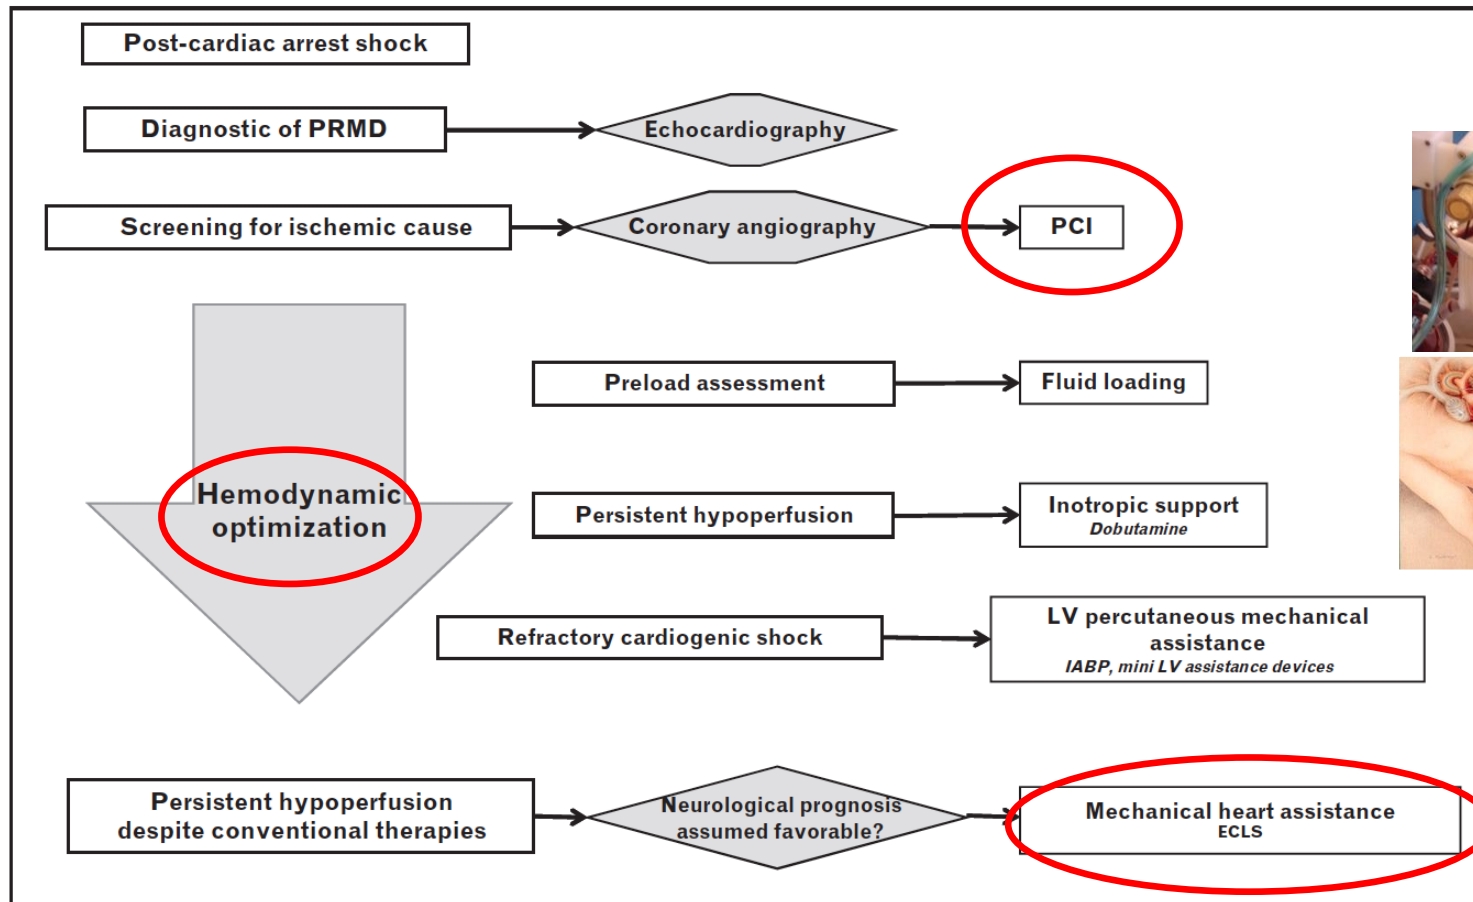 Post-cardiac arrest shock
Diagnostic of PRMD
Echocardiography
Screening for ischemic cause
Coronary angiography
PCI
Preload assessment
Fluid loading
Hemodynamic
optimization
Persistent hypoperfusion
Inotropic support
Dobutamine
Refractory cardiogenic shock
LV percutaneous mechanical
assistance
IABP, mini LV assistance devices
Persistent hypoperfusion
despite conventional therapies
Neurological prognosis
assumed favorable?
Mechanical heart assistance
ECLS